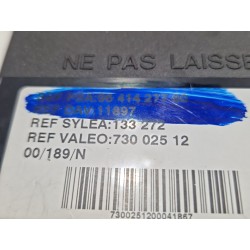 NE PAS LAISSE
REF SYLEA:133 272
REF VALEO:730 025 12
00/189/N
7300251200041867